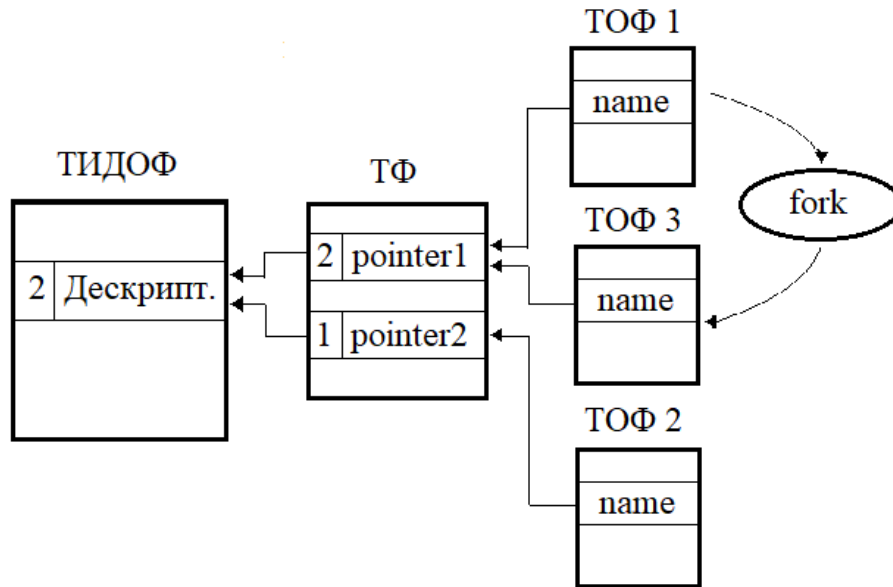 ТИДОФ
2 Дескрипт.
ТФ
2 pointer1
1 pointer2
ТОФ 1
name
ТОФ 3
name
ТОФ 2
name
fork